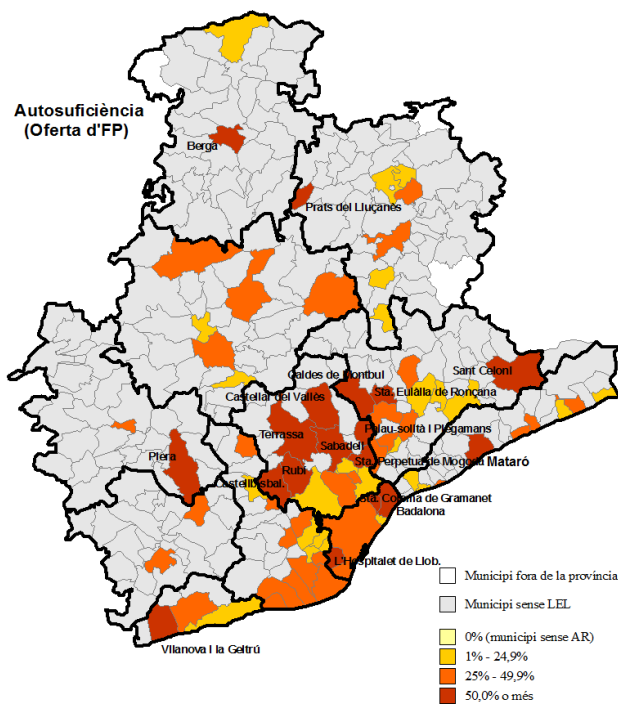 Autosuficiència
(Oferta d'FP)
Berga
Prats del Lluçanès
Caldes de Montbui
Sant Celoni
Castellar del Vallès
Sta. Eulàlia de Ronçana
Terrassa
Palau-solità I Plegamans
Sabadell
Piera
Sta. Perpetua de Mogoda
Mataró
Rubí
Castellbisbal.
Sta. Coloma de Gramanet
Badalona
L'Hospitalet de Llob.
Vilanova I la Geltrú
Municipi fora de la província
Municipi sense LEL
0% (municipi sense AR)
1% - 24,9%
25% - 49,9%
50,0% o més